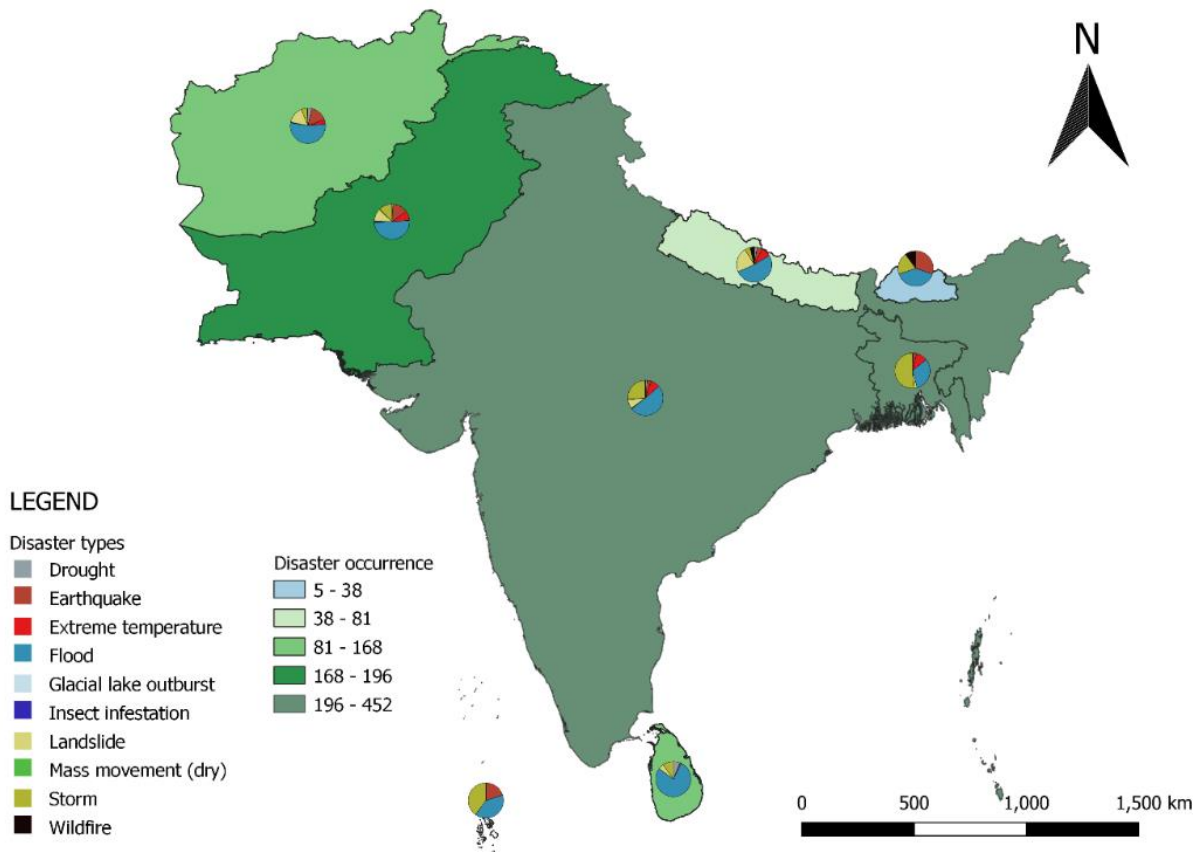 N
LEGEND
Disaster types
Drought
Earthquake
Extreme temperature
Flood
Glacial lake outburst
Insect infestation
Landslide
Mass movement (dry)
Storm
Wildfire
Disaster occurrence
5 - 38
38 - 81
81 - 168
168 - 196
196 - 452
0 500 1,000 1,500 km